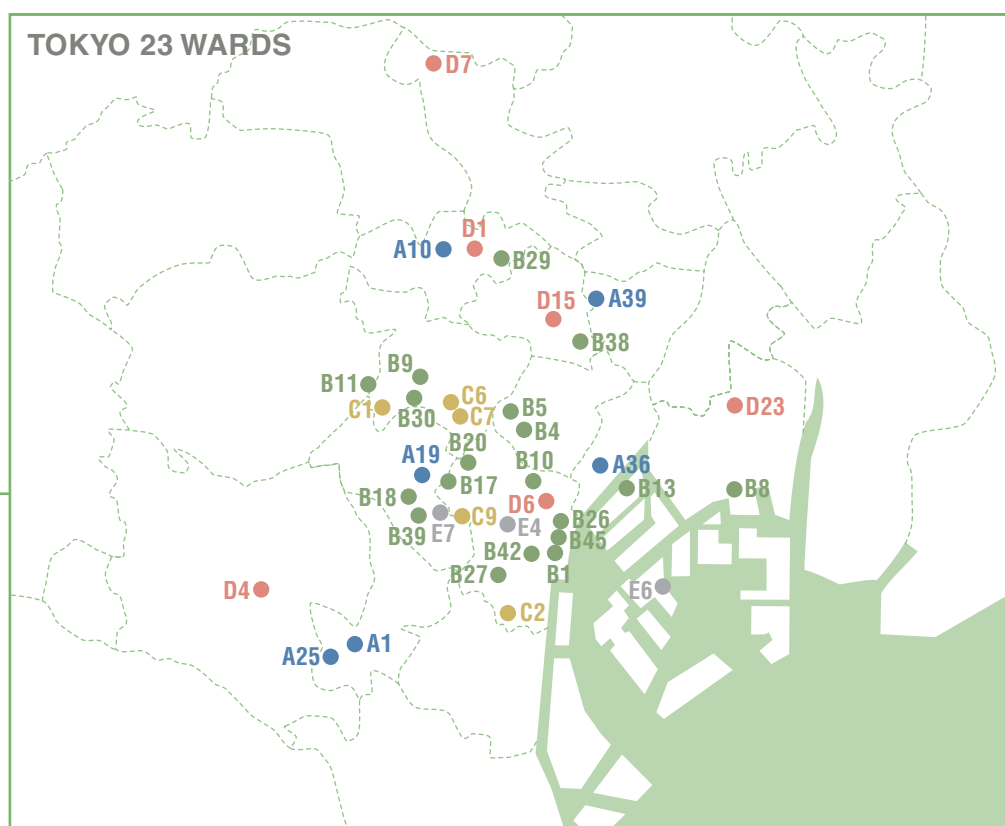 TOKYO 23 WARDS
D7
D1
A10
B29
A39
D15
B38
B9
B11
C6
C1
B30
C7
B5
D23
B4
B20
A19
B10
A36
B17
B13
B8
B18
D6
C9
B26
E7
E4
B39
B45
B42
B1
B27
D4
E6
C2
A1
A25